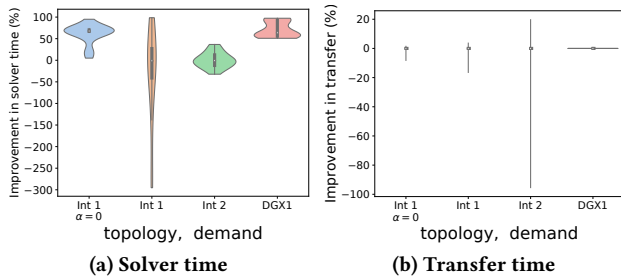 Improvement in solver time (%)
100
50
0
−50
−100
−150
−200
−250
−300
Int 1
α = 0
Int 1
Int 2
DGX1
topology, demand
(a) Solver time
Improvement in transfer (%)
20
0
−20
−40
−60
−80
−100
Int 1
α = 0
Int 1
Int 2
DGX1
topology, demand
(b) Transfer time